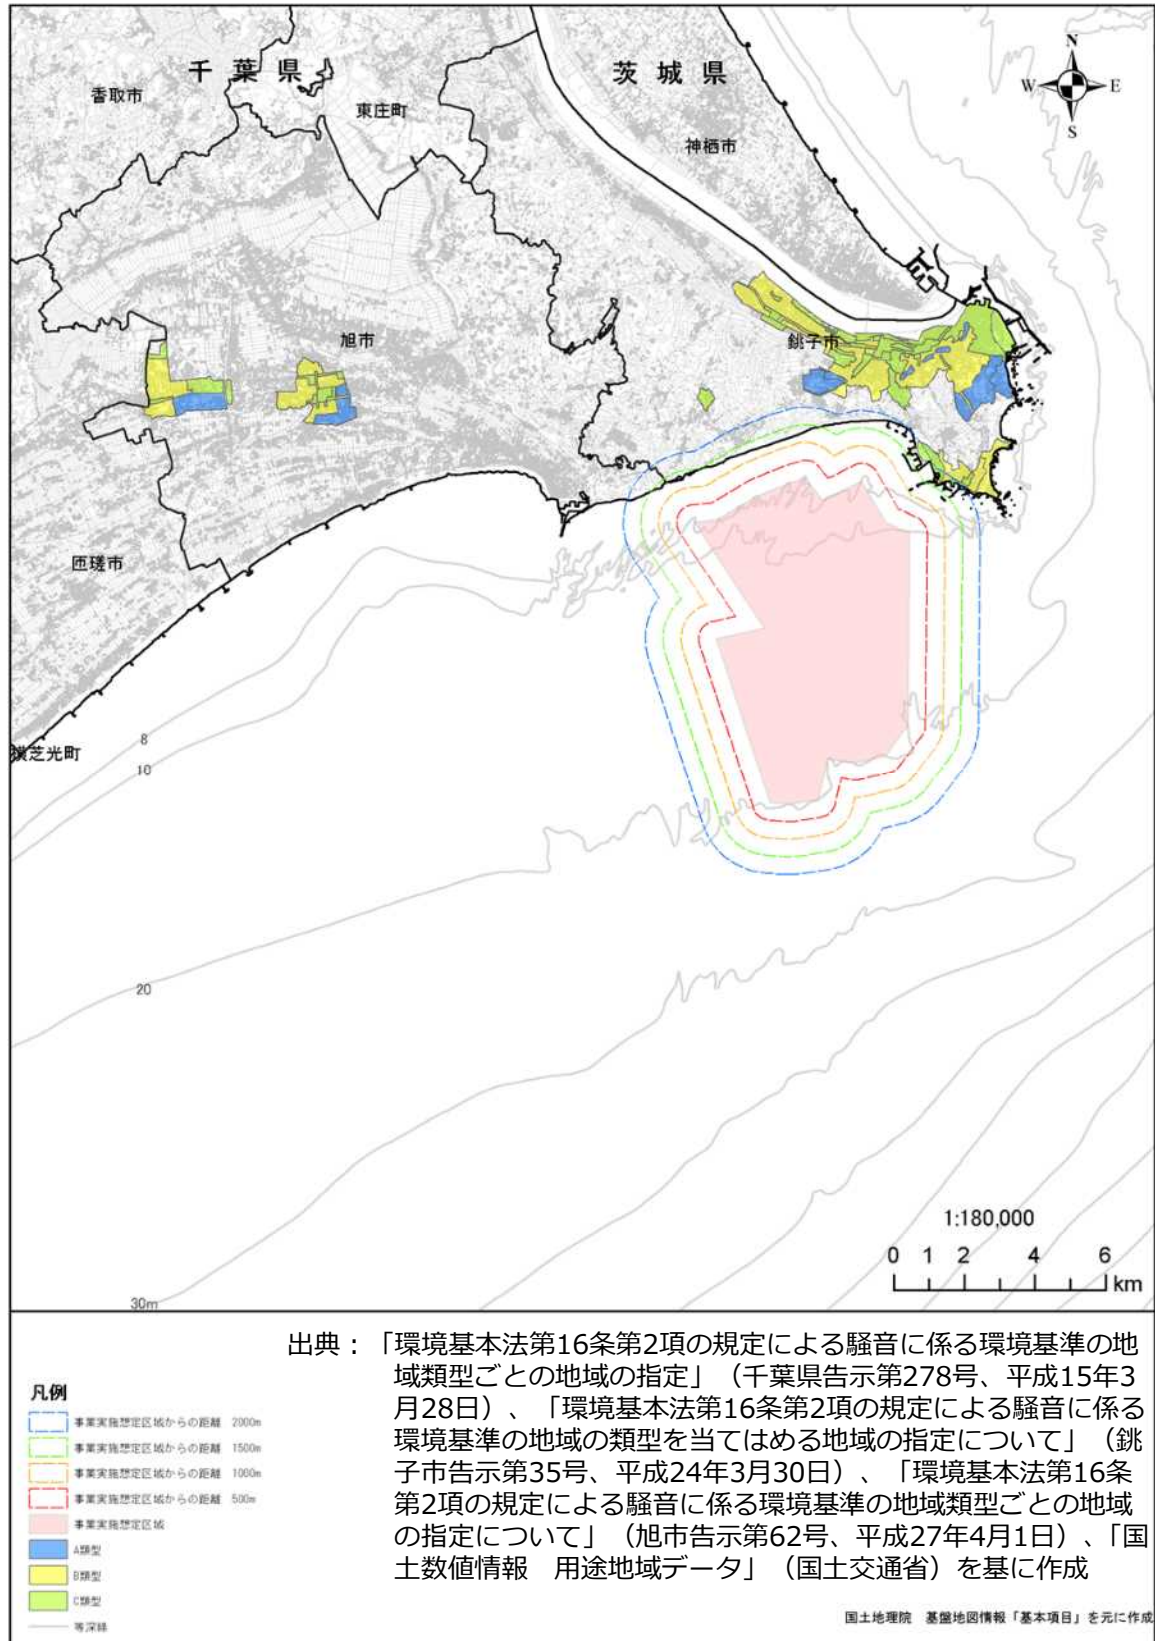 千葉県
茨城県
N
W
E
S
香取市
東庄町
神栖市
旭市
銚子市
匝瑳市
横芝光町
8
10
20
30m
1:180,000
0 1 2 4 6
km
出典:「環境基本法第16条第2項の規定による騒音に係る環境基準の地
域類型ごとの地域の指定」(千葉県告示第278号、平成15年3
月28日)、「環境基本法第16条第2項の規定による騒音に係る
環境基準の地域の類型を当てはめる地域の指定について」(銚
子市告示第35号、平成24年3月30日)、「環境基本法第16条
第2項の規定による騒音に係る環境基準の地域類型ごとの地域
の指定について」(旭市告示第62号、平成27年4月1日)、「国
土数値情報 用途地域データ」(国土交通省)を基に作成
凡例
事業実施想定区域からの距離 2000m
事業実施想定区域からの距離 1500m
事業実施想定区域からの距離 1000m
事業実施想定区域からの距離 500m
事業実施想定区域
A類型
B類型
C類型
等深線
国土地理院 基盤地図情報「基本項目」を元に作成